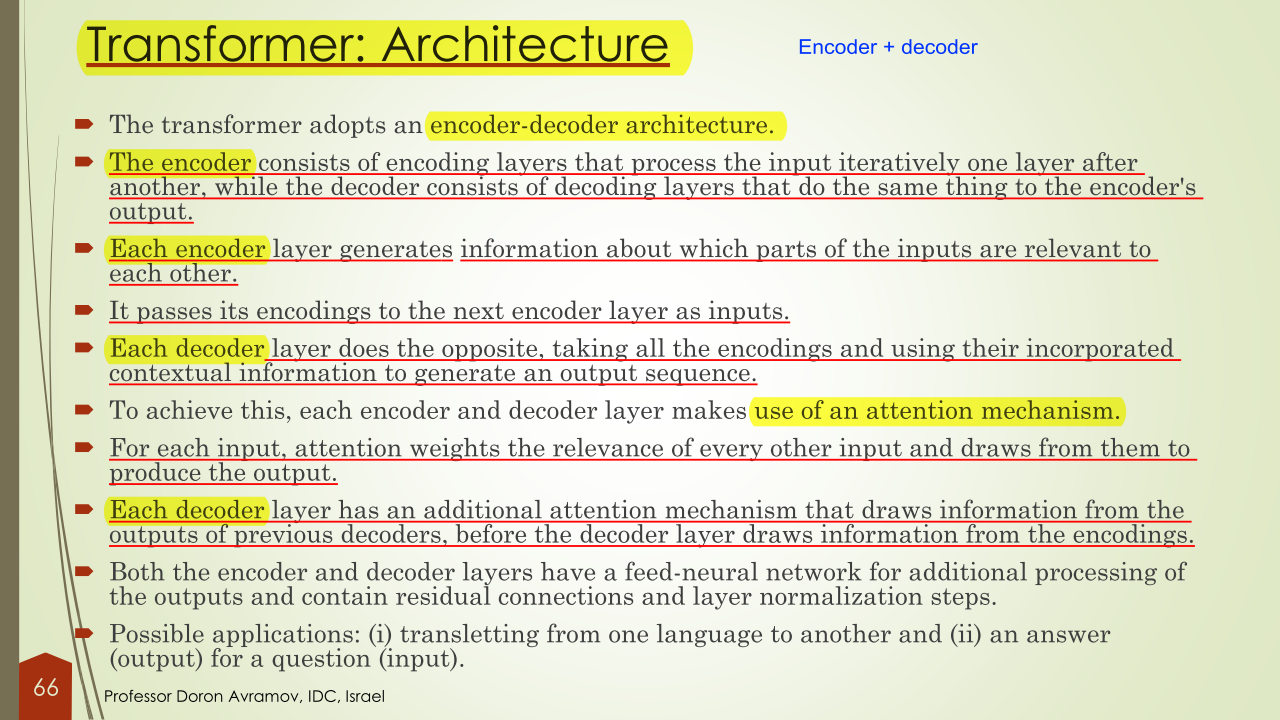 Transformer: Architecture
Encoder + decoder
The transformer adopts an encoder-decoder architecture.
The encoder consists of encoding layers that process the input iteratively one layer after
another, while the decoder consists of decoding layers that do the same thing to the encoder's
output.
Each encoder layer generates information about which parts of the inputs are relevant to
each other.
It passes its encodings to the next encoder layer as inputs.
Each decoder layer does the opposite, taking all the encodings and using their incorporated
contextual information to generate an output sequence.
To achieve this, each encoder and decoder layer makes use of an attention mechanism.
For each input, attention weights the relevance of every other input and draws from them to
produce the output.
Each decoder layer has an additional attention mechanism that draws information from the
outputs of previous decoders, before the decoder layer draws information from the encodings.
Both the encoder and decoder layers have a feed-neural network for additional processing of
the outputs and contain residual connections and layer normalization steps.
Possible applications: (i) transletting from one language to another and (ii) an answer
(output) for a question (input).
66
Professor Doron Avramov, IDC, Israel